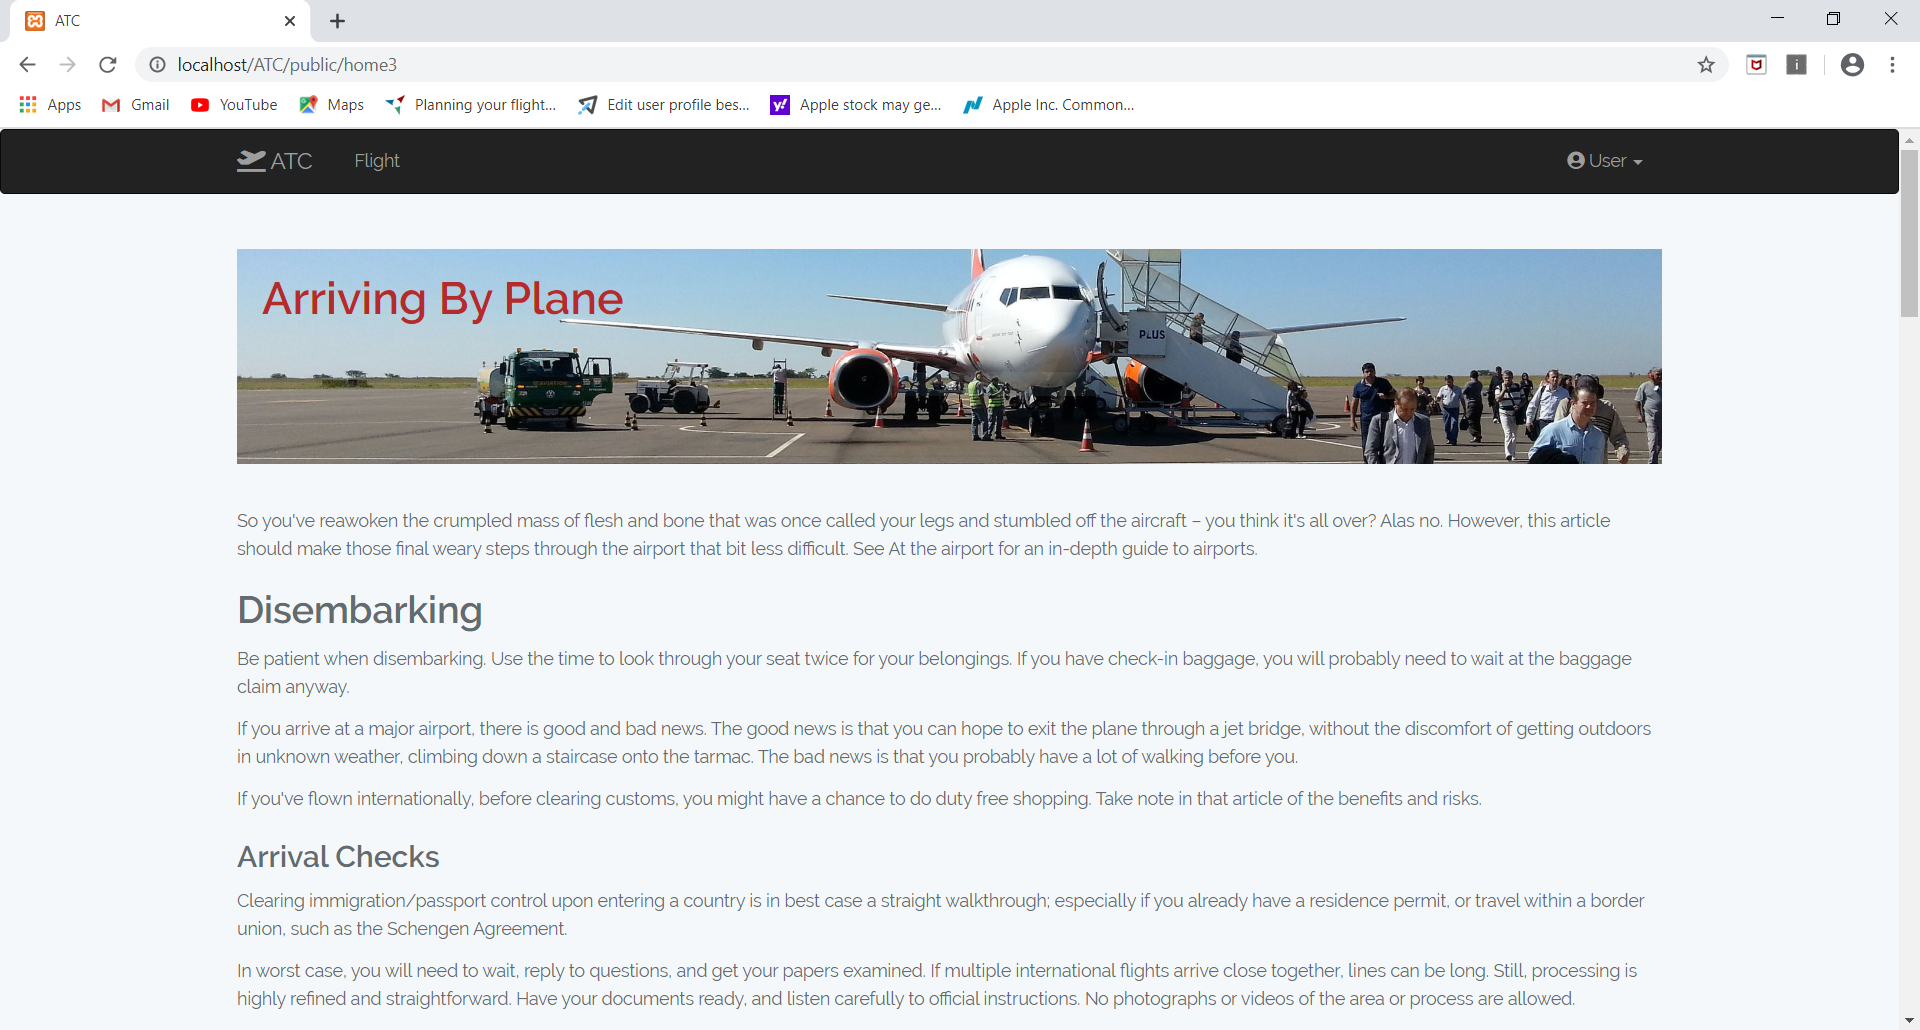 ATC
localhost/ATC/public/home3
Apps Gmail YouTube Maps Planning your flight... Edit user profile bes... Apple stock may ge... Apple Inc. Common...
ATC Flight User
Arriving By Plane
PLUS
So you've reawoken the crumpled mass of flesh and bone that was once called your legs and stumbled off the aircraft – you think it's all over? Alas no. However, this article
should make those final weary steps through the airport that bit less difficult. See At the airport for an in-depth guide to airports.
Disembarking
Be patient when disembarking. Use the time to look through your seat twice for your belongings. If you have check-in baggage, you will probably need to wait at the baggage
claim anyway.
If you arrive at a major airport, there is good and bad news. The good news is that you can hope to exit the plane through a jet bridge, without the discomfort of getting outdoors
in unknown weather, climbing down a staircase onto the tarmac. The bad news is that you probably have a lot of walking before you.
If you've flown internationally, before clearing customs, you might have a chance to do duty free shopping. Take note in that article of the benefits and risks.
Arrival Checks
Clearing immigration/passport control upon entering a country is in best case a straight walkthrough; especially if you already have a residence permit, or travel within a border
union, such as the Schengen Agreement.
In worst case, you will need to wait, reply to questions, and get your papers examined. If multiple international flights arrive close together, lines can be long. Still, processing is
highly refined and straightforward. Have your documents ready, and listen carefully to official instructions. No photographs or videos of the area or process are allowed.